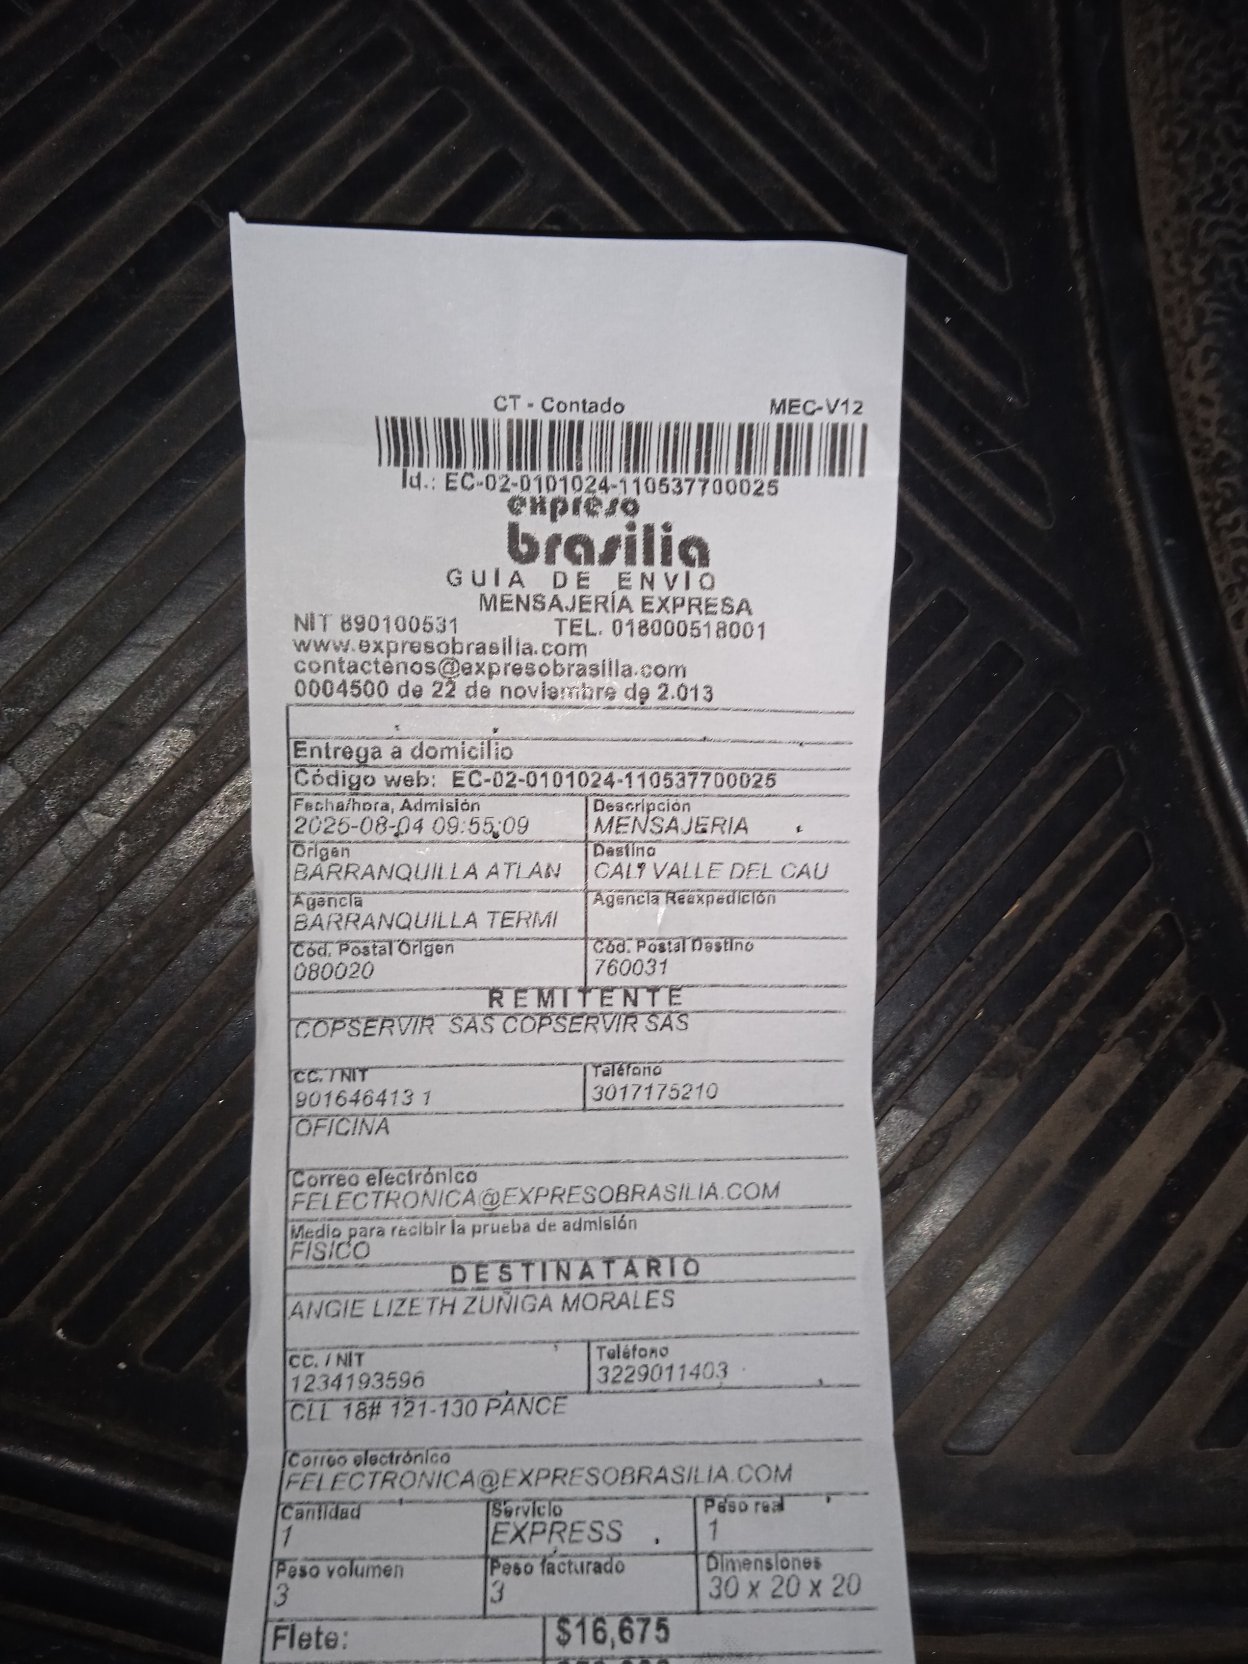 CT - Contado MEC-V12
Id.: EC-02-0101024-110537700025
expreso
brasilia
GUÍA DE ENVÍO
MENSAJERÍA EXPRESA
NIT 890100531 TEL. 018000518001
www.expresobrasilia.com
contactenos@expresobrasilia.com
0004500 de 22 de noviembre de 2.013
Entrega a domicilio
Código web: EC-02-0101024-110537700025
Fecha/hora, Admisión Descripción
2025-08-04 09:55:09 MENSAJERIA
Origen Destino
BARRANQUILLA ATLAN CALI VALLE DEL CAU
Agencia Agencia Reexpedición
BARRANQUILLA TERMI
Cód. Postal Origen Cód. Postal Destino
080020 760031
REMITENTE
COPSERVIR SAS COPSERVIR SAS
CC. / NIT Teléfono
901646413 1 3017175210
OFICINA
Correo electrónico
FELECTRONICA@EXPRESOBRASILIA.COM
Medio para recibir la prueba de admisión
FÍSICO
DESTINATARIO
ANGIE LIZETH ZUÑIGA MORALES
CC. / NIT Teléfono
1234193596 3229011403
CLL 18# 121-130 PANCE
Correo electrónico
FELECTRONICA@EXPRESOBRASILIA.COM
Cantidad Servicio Peso real
1 EXPRESS 1
Peso volumen Peso facturado Dimensiones
3 3 30 x 20 x 20
Flete: $16,675